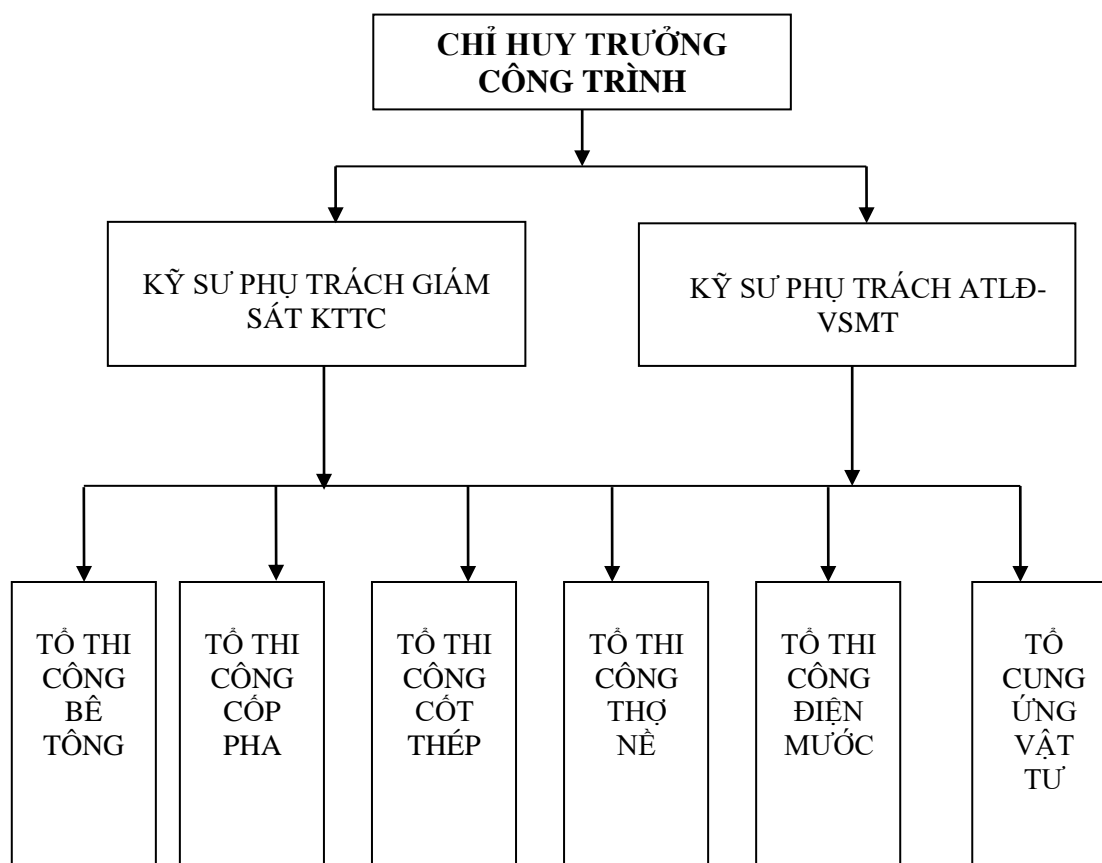 CHỈ HUY TRƯỞNG
CÔNG TRÌNH
KỸ SƯ PHỤ TRÁCH GIÁM
SÁT KTTC
KỸ SƯ PHỤ TRÁCH ATLĐ-
VSMT
TỔ THI
CÔNG
BÊ
TÔNG
TỔ THI
CÔNG
CỐP
PHA
TỔ THI
CÔNG
CỐT
THÉP
TỔ THI
CÔNG
THỢ
NỀ
TỔ THI
CÔNG
ĐIỆN
MƯỚC
TỔ
CUNG
ỨNG
VẬT
TƯ